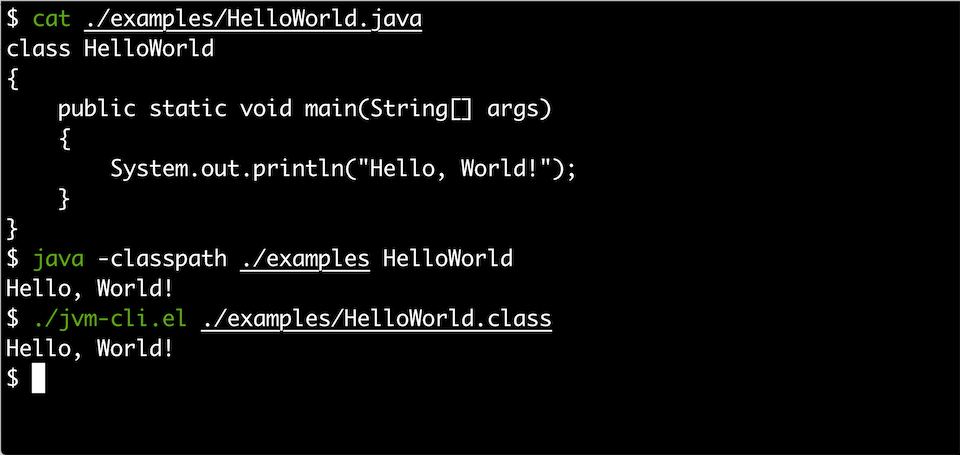 $ cat ./examples/HelloWorld.java
class HelloWorld
{
    public static void main(String[] args)
    {
        System.out.println("Hello, World!");
    }
}
$ java -classpath ./examples HelloWorld
Hello, World!
$ ./jvm-cli.el ./examples/HelloWorld.class
Hello, World!
$